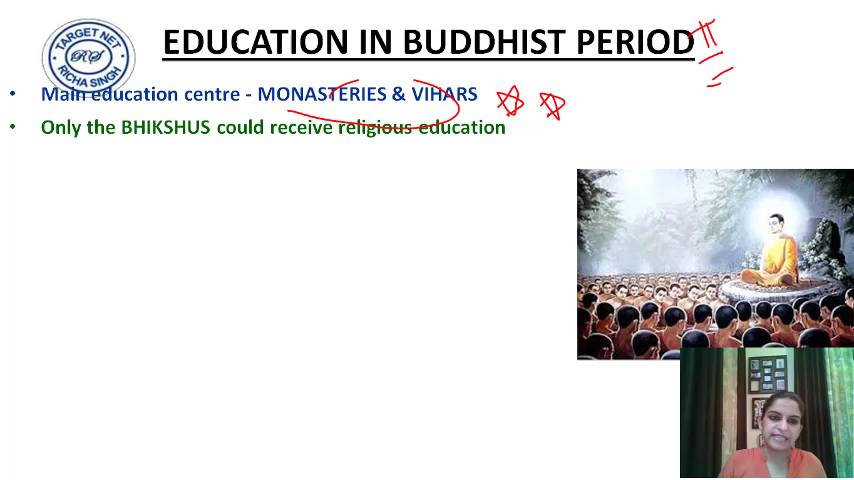 EDUCATION IN BUDDHIST PERIOD
TARGET NET
RS
RICHA SINGH
• Main education centre - MONASTERIES & VIHARS
• Only the BHIKSHUS could receive religious education